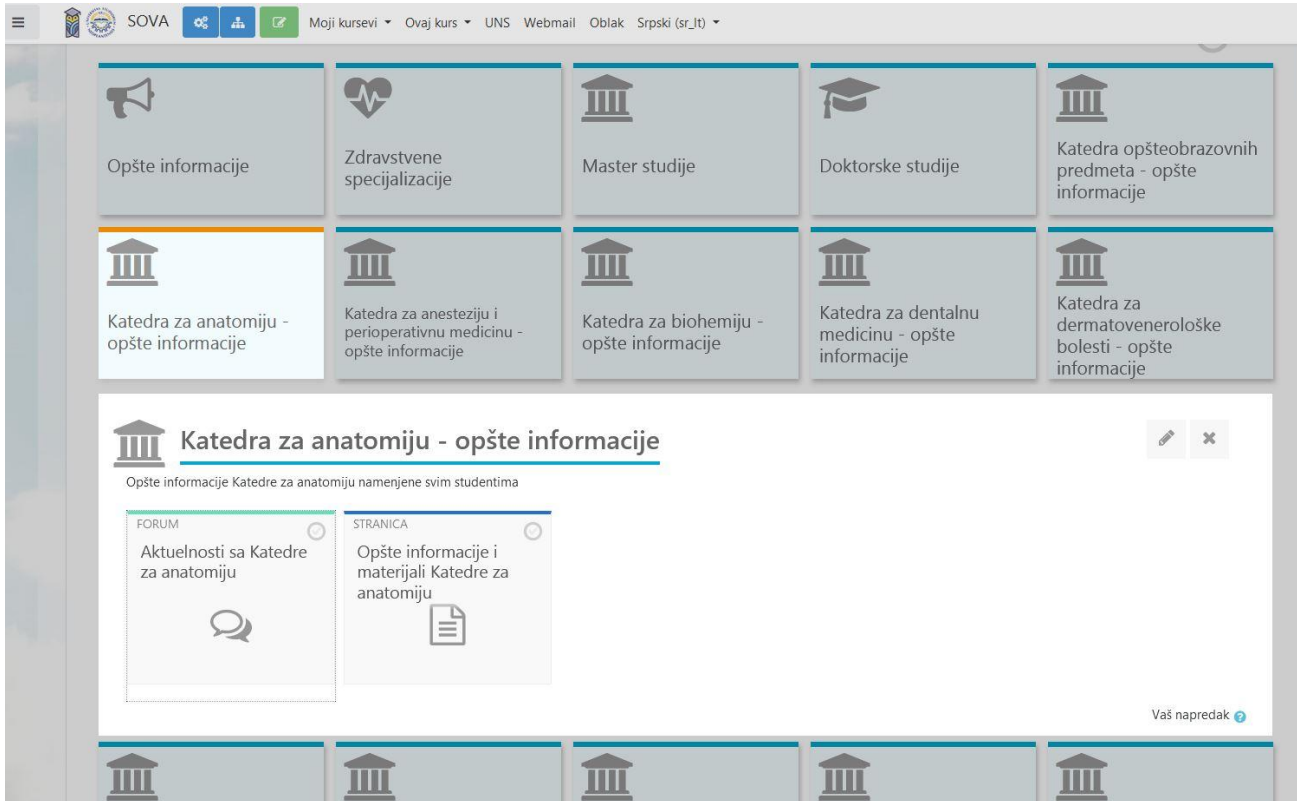 SOVA Moji kursevi Ovaj kurs UNS Webmail Oblak Srpski (sr_lt)
Opšte informacije
Zdravstvene
specijalizacije
Master studije
Doktorske studije
Katedra opšteobrazovnih
predmeta - opšte
informacije
Katedra za anatomiju -
opšte informacije
Katedra za anesteziju i
perioperativnu medicinu -
opšte informacije
Katedra za biohemiju -
opšte informacije
Katedra za dentalnu
medicinu - opšte
informacije
Katedra za
dermatovenerološke
bolesti - opšte
informacije
Katedra za anatomiju - opšte informacije
Opšte informacije Katedre za anatomiju namenjene svim studentima
FORUM
Aktuelnosti sa Katedre
za anatomiju
STRANICA
Opšte informacije i
materijali Katedre za
anatomiju
Vaš napredak